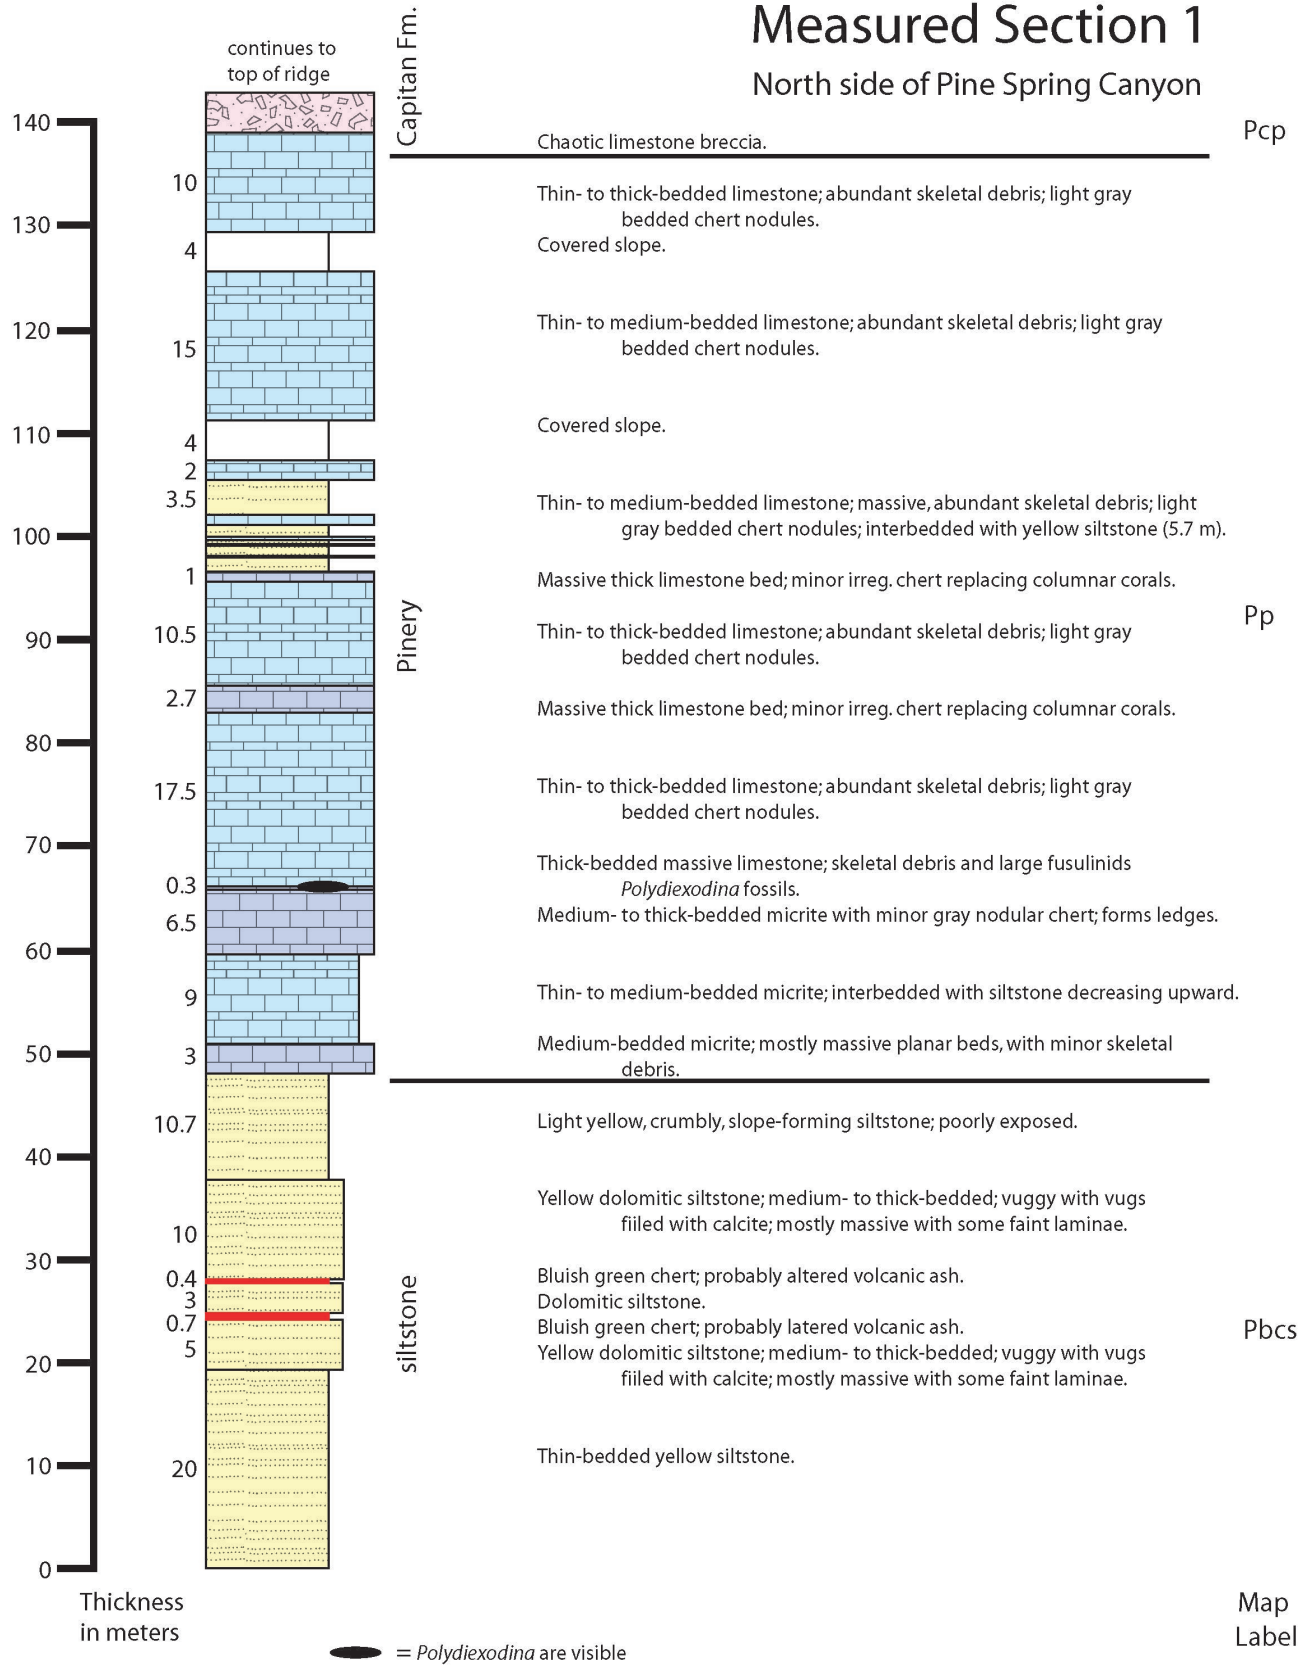 Measured Section 1
North side of Pine Spring Canyon
continues to
top of ridge
Capitan Fm.
Pcp
140
Chaotic limestone breccia.
10
Thin- to thick-bedded limestone; abundant skeletal debris; light gray
bedded chert nodules.
130
4
Covered slope.
120
15
Thin- to medium-bedded limestone; abundant skeletal debris; light gray
bedded chert nodules.
110
4
Covered slope.
2
3.5
Thin- to medium-bedded limestone; massive, abundant skeletal debris; light
gray bedded chert nodules; interbedded with yellow siltstone (5.7 m).
100
1
Massive thick limestone bed; minor irreg. chert replacing columnar corals.
Pinery
Pp
90
10.5
Thin- to thick-bedded limestone; abundant skeletal debris; light gray
bedded chert nodules.
2.7
Massive thick limestone bed; minor irreg. chert replacing columnar corals.
80
17.5
Thin- to thick-bedded limestone; abundant skeletal debris; light gray
bedded chert nodules.
70
0.3
Thick-bedded massive limestone; skeletal debris and large fusulinids
Polydiexodina fossils.
6.5
Medium- to thick-bedded micrite with minor gray nodular chert; forms ledges.
60
9
Thin- to medium-bedded micrite; interbedded with siltstone decreasing upward.
50
3
Medium-bedded micrite; mostly massive planar beds, with minor skeletal
debris.
10.7
Light yellow, crumbly, slope-forming siltstone; poorly exposed.
40
10
Yellow dolomitic siltstone; medium- to thick-bedded; vuggy with vugs
fiilled with calcite; mostly massive with some faint laminae.
30
0.4
Bluish green chert; probably altered volcanic ash.
3
Dolomitic siltstone.
0.7
Bluish green chert; probably latered volcanic ash.
siltstone
Pbcs
5
Yellow dolomitic siltstone; medium- to thick-bedded; vuggy with vugs
fiilled with calcite; mostly massive with some faint laminae.
20
10
20
Thin-bedded yellow siltstone.
0
Thickness
in meters
Map
Label
= Polydiexodina are visible